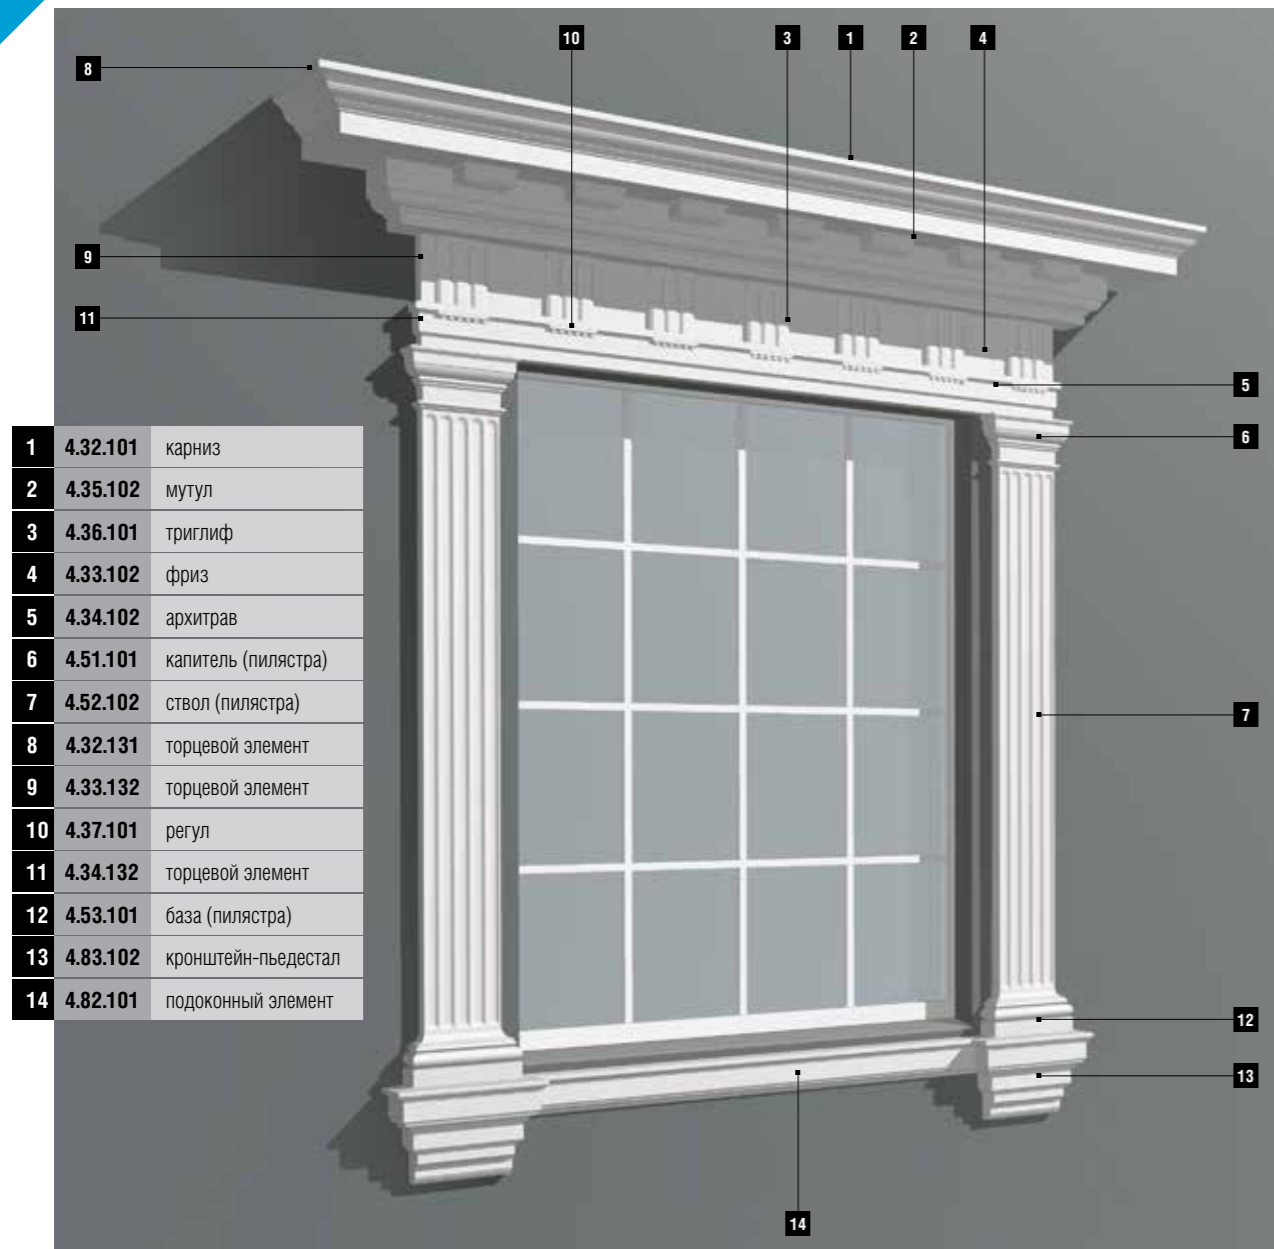 10 3 1 2 4
8
9
11
5
6
1 4.32.101 карниз
2 4.35.102 мутул
3 4.36.101 триглиф
4 4.33.102 фриз
5 4.34.102 архитрав
6 4.51.101 капитель (пилястра)
7 4.52.102 ствол (пилястра)
8 4.32.131 торцевой элемент
9 4.33.132 торцевой элемент
10 4.37.101 регул
11 4.34.132 торцевой элемент
12 4.53.101 база (пилястра)
13 4.83.102 кронштейн-пьедестал
14 4.82.101 подоконный элемент
7
12
13
14